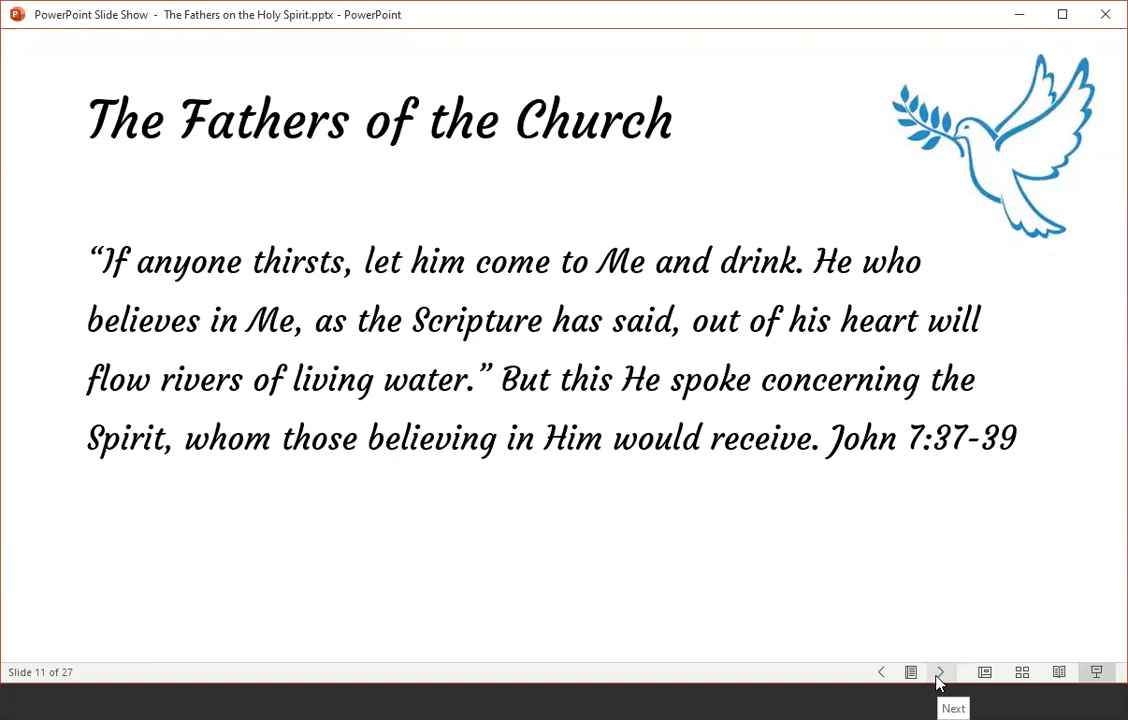 PowerPoint Slide Show - The Fathers on the Holy Spirit.pptx - PowerPoint
The Fathers of the Church
“If anyone thirsts, let him come to Me and drink. He who
believes in Me, as the Scripture has said, out of his heart will
flow rivers of living water.” But this He spoke concerning the
Spirit, whom those believing in Him would receive. John 7:37-39
Slide 11 of 27
Next